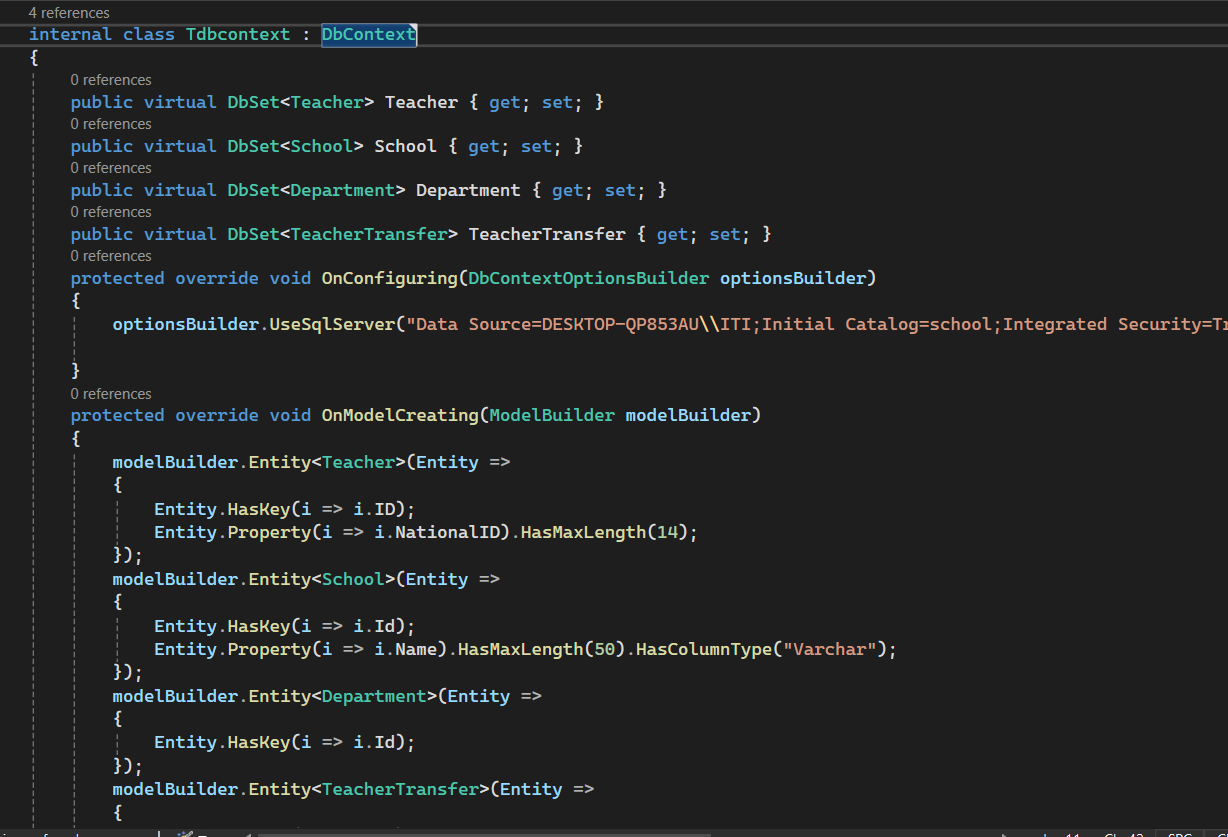 4 references
internal class Tdbcontext : DbContext
{
0 references
public virtual DbSet<Teacher> Teacher { get; set; }
0 references
public virtual DbSet<School> School { get; set; }
0 references
public virtual DbSet<Department> Department { get; set; }
0 references
public virtual DbSet<TeacherTransfer> TeacherTransfer { get; set; }
0 references
protected override void OnConfiguring(DbContextOptionsBuilder optionsBuilder)
{
optionsBuilder.UseSqlServer("Data Source=DESKTOP-QP853AU\\ITI;Initial Catalog=school;Integrated Security=Tr
}
0 references
protected override void OnModelCreating(ModelBuilder modelBuilder)
{
modelBuilder.Entity<Teacher>(Entity =>
{
Entity.HasKey(i => i.ID);
Entity.Property(i => i.NationalID).HasMaxLength(14);
});
modelBuilder.Entity<School>(Entity =>
{
Entity.HasKey(i => i.Id);
Entity.Property(i => i.Name).HasMaxLength(50).HasColumnType("Varchar");
});
modelBuilder.Entity<Department>(Entity =>
{
Entity.HasKey(i => i.Id);
});
modelBuilder.Entity<TeacherTransfer>(Entity =>
{